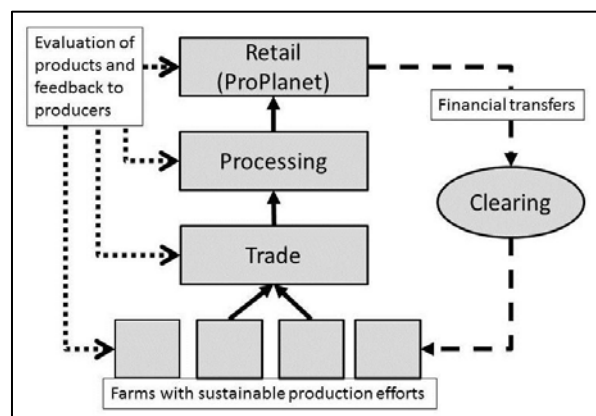 Evaluation of
products and
feedback to
producers
Retail
(ProPlanet)
Financial transfers
Processing
Clearing
Trade
Farms with sustainable production efforts